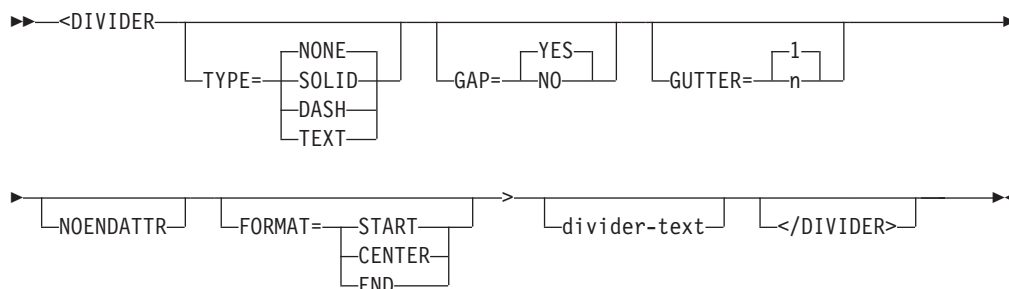 <DIVIDER
TYPE=
NONE
SOLID
DASH
TEXT
GAP=
YES
NO
GUTTER=
1
n
NOENDATTR
FORMAT=
START
CENTER
END
>
divider-text
</DIVIDER>